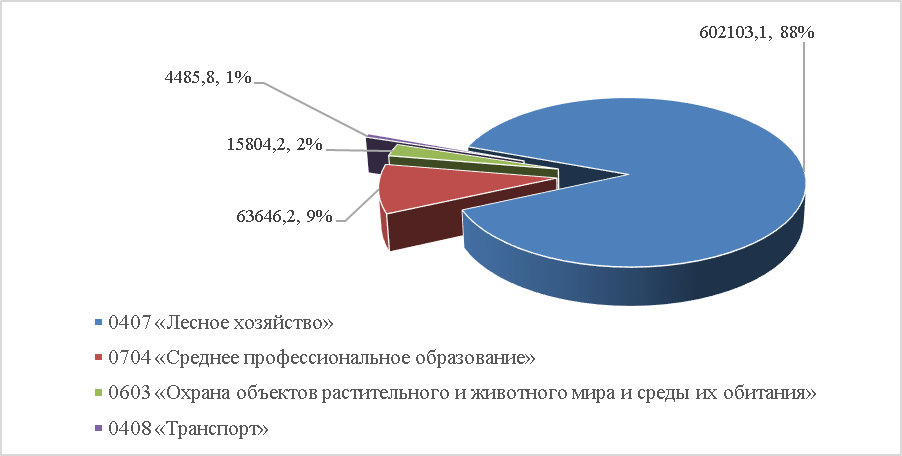 602103,1, 88%
4485,8, 1%
15804,2, 2%
63646,2, 9%
0407 «Лесное хозяйство»
0704 «Среднее профессиональное образование»
0603 «Охрана объектов растительного и животного мира и среды их обитания»
0408 «Транспорт»